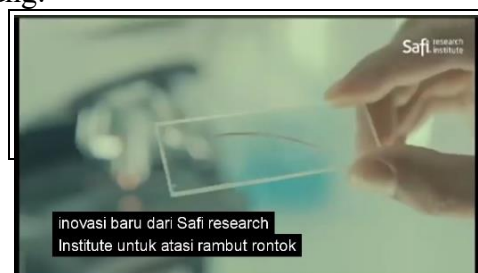 Safi research
institute
inovasi baru dari Safi research
Institute untuk atasi rambut rontok